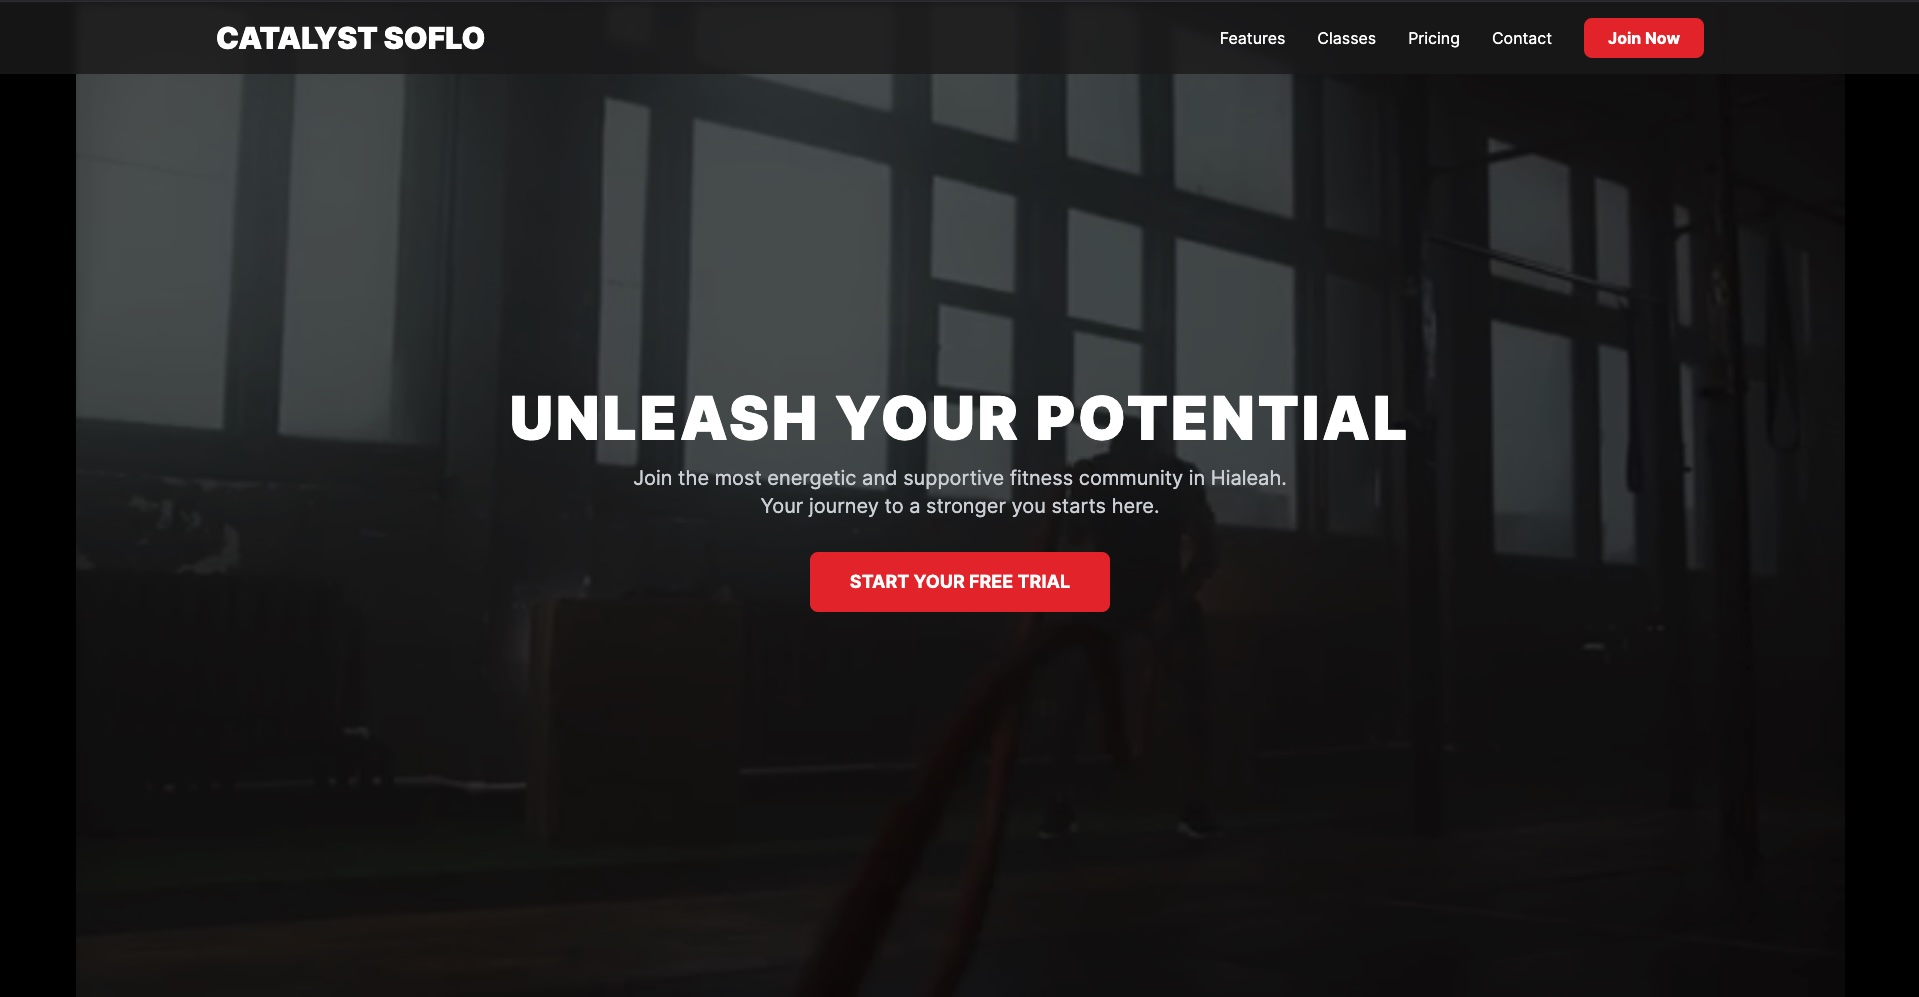 CATALYST SOFLO
Features
Classes
Pricing
Contact
Join Now
UNLEASH YOUR POTENTIAL
Join the most energetic and supportive fitness community in Hialeah.
Your journey to a stronger you starts here.
START YOUR FREE TRIAL